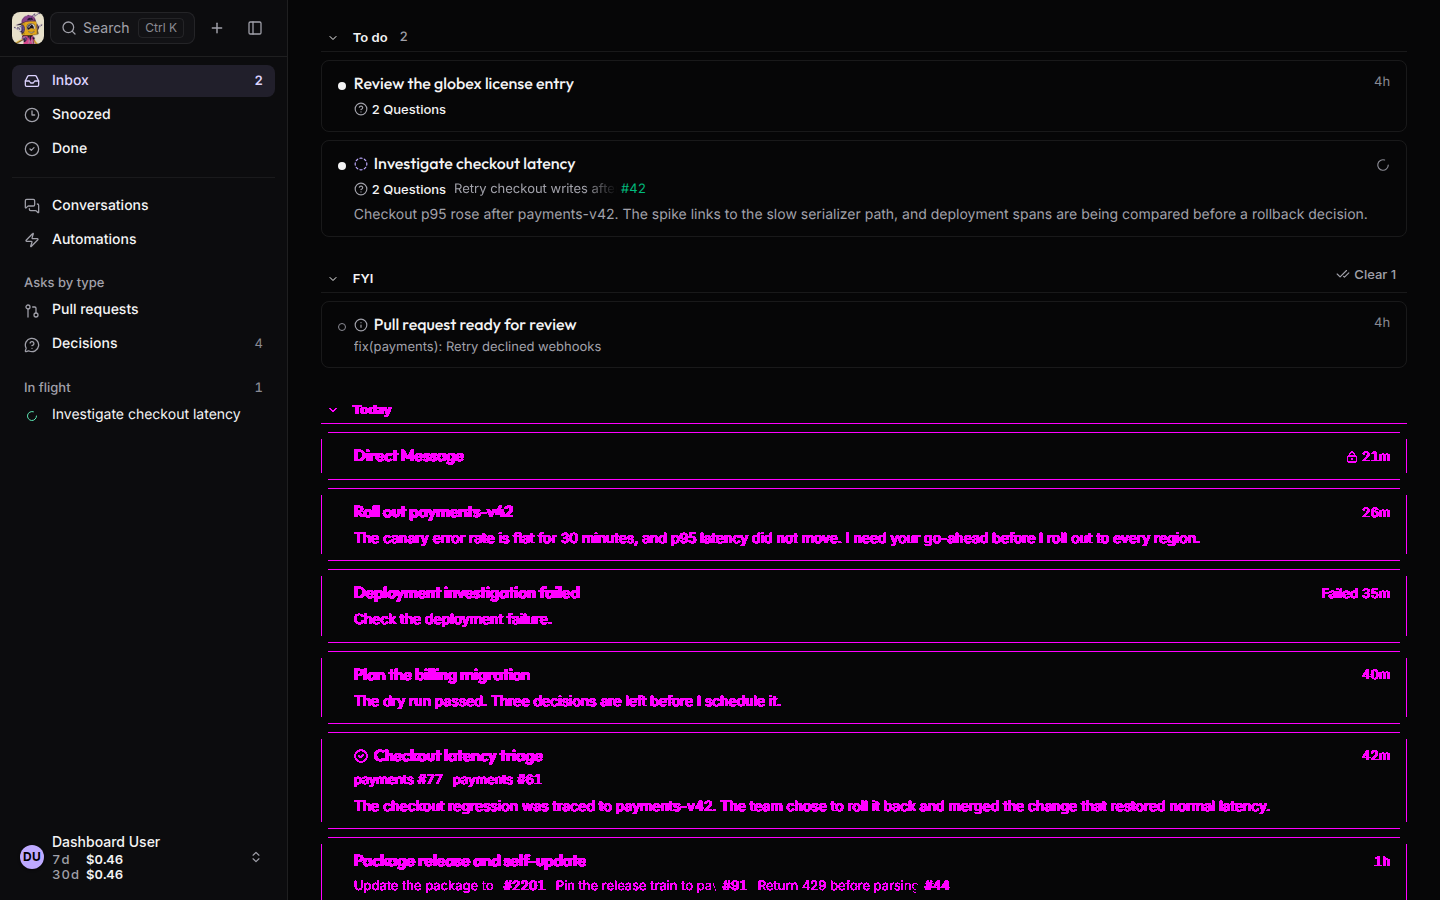 Search Ctrl K
Inbox 2
Snoozed
Done
Conversations
Automations
Asks by type
Pull requests
Decisions 4
In flight 1
Investigate checkout latency
DU Dashboard User
7d $0.46
30d $0.46
To do 2
Review the globex license entry 4h
2 Questions
Investigate checkout latency
2 Questions Retry checkout writes afte #42
Checkout p95 rose after payments-v42. The spike links to the slow serializer path, and deployment spans are being compared before a rollback decision.
FYI Clear 1
Pull request ready for review 4h
fix(payments): Retry declined webhooks
Today
Direct Message 21m
Roll out payments-v42 26m
The canary error rate is flat for 30 minutes, and p95 latency did not move. I need your go-ahead before I roll out to every region.
Deployment investigation failed Failed 35m
Check the deployment failure.
Plan the billing migration 40m
The dry run passed. Three decisions are left before I schedule it.
Checkout latency triage 42m
payments #77 payments #61
The checkout regression was traced to payments-v42. The team chose to roll it back and merged the change that restored normal latency.
Package release and self-update 1h
Update the package to #2201 Pin the release train to pay #91 Return 429 before parsing #44